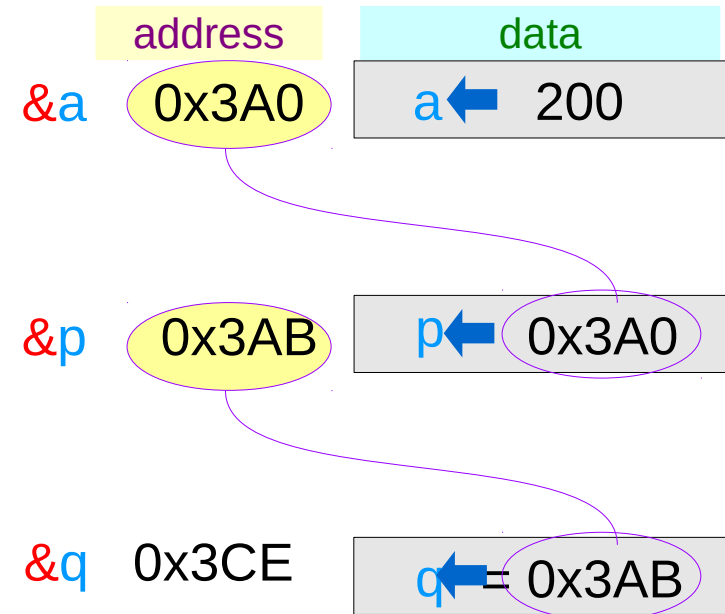 address data
&a 0x3A0 a 200
&p 0x3AB p 0x3A0
&q 0x3CE q = 0x3AB